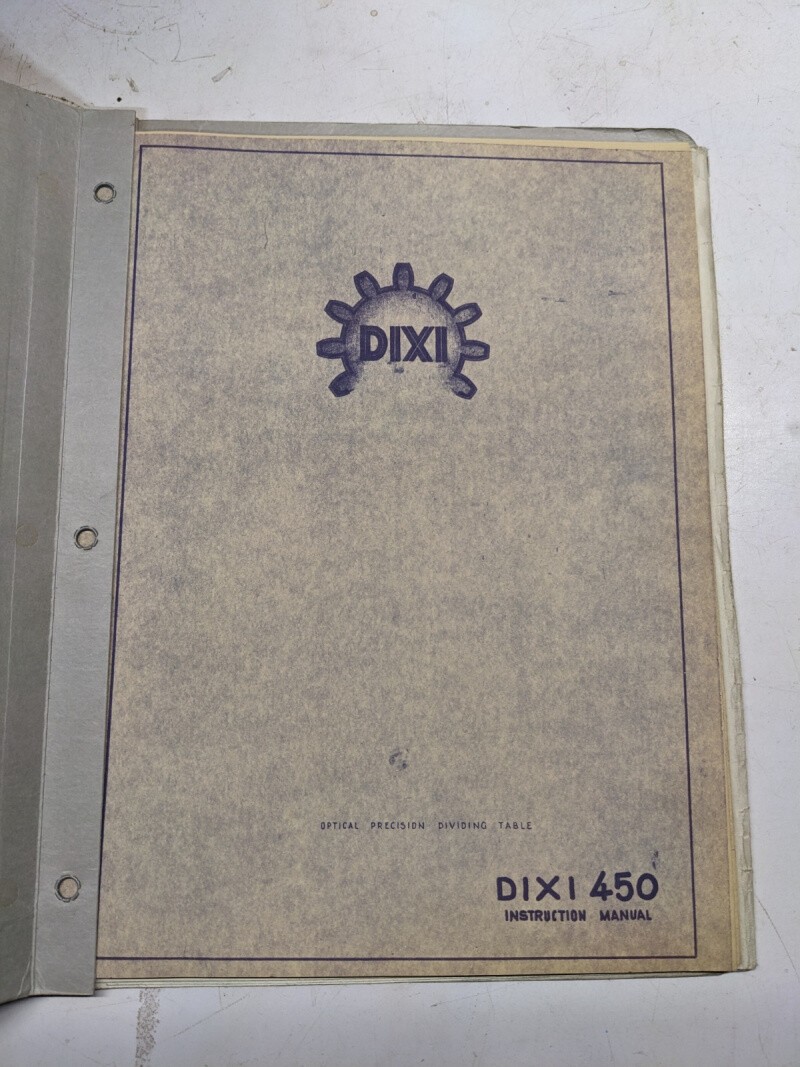 DIXI
OPTICAL PRECISION DIVIDING TABLE
DIXI 450
INSTRUCTION MANUAL